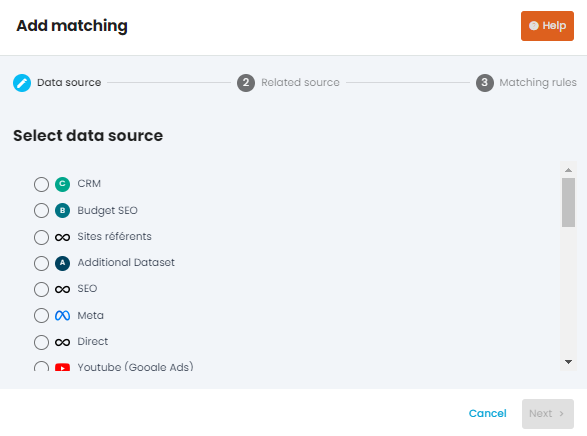 Add matching
Help
Data source
2 Related source
3 Matching rules
Select data source
C CRM
B Budget SEO
Sites référents
A Additional Dataset
SEO
Meta
Direct
Youtube (Google Ads)
Cancel
Next